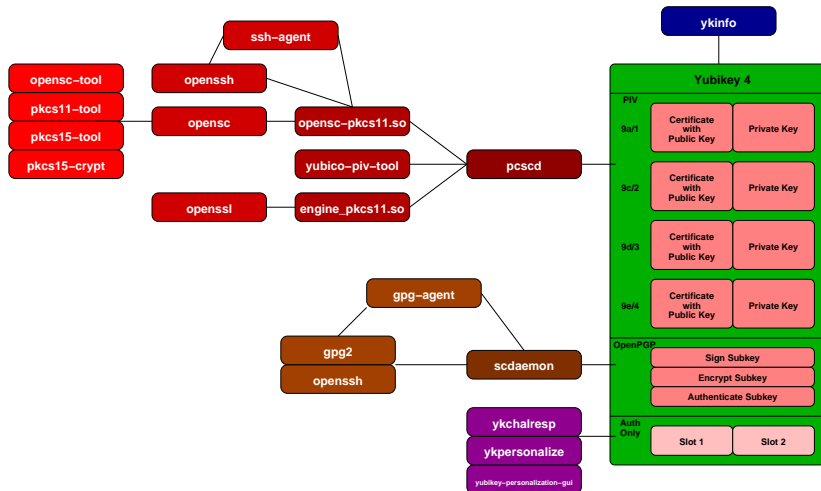 ykinfo
ssh-agent
opensc-tool
pkcs11-tool
pkcs15-tool
pkcs15-crypt
openssh
opensc
opensc-pkcs11.so
yubico-piv-tool
openssl
engine_pkcs11.so
pcscd
Yubikey 4
PIV
9a/1
Certificate
with
Public Key
Private Key
9c/2
Certificate
with
Public Key
Private Key
9d/3
Certificate
with
Public Key
Private Key
9e/4
Certificate
with
Public Key
Private Key
gpg-agent
gpg2
openssh
scdaemon
OpenPGP
Sign Subkey
Encrypt Subkey
Authenticate Subkey
ykchalresp
ykpersonalize
yubikey-personalization-gui
Auth
Only
Slot 1
Slot 2